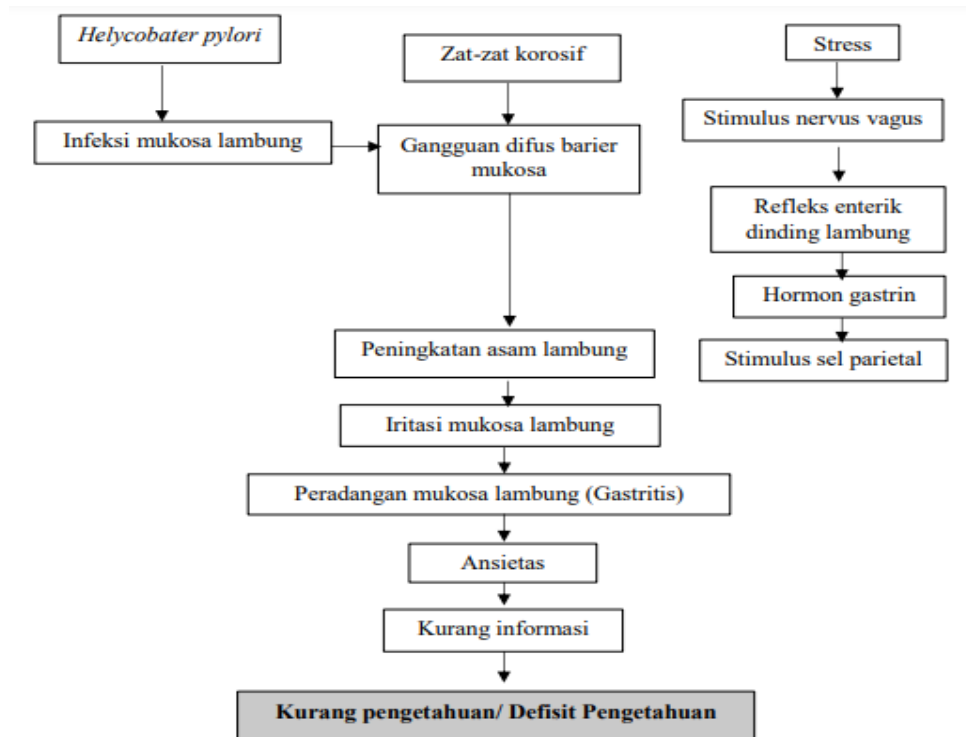 Helycobater pylori
Zat-zat korosif
Stress
Infeksi mukosa lambung
Gangguan difus barier
mukosa
Stimulus nervus vagus
Refleks enterik
dinding lambung
Hormon gastrin
Stimulus sel parietal
Peningkatan asam lambung
Iritasi mukosa lambung
Peradangan mukosa lambung (Gastritis)
Ansietas
Kurang informasi
Kurang pengetahuan/ Defisit Pengetahuan